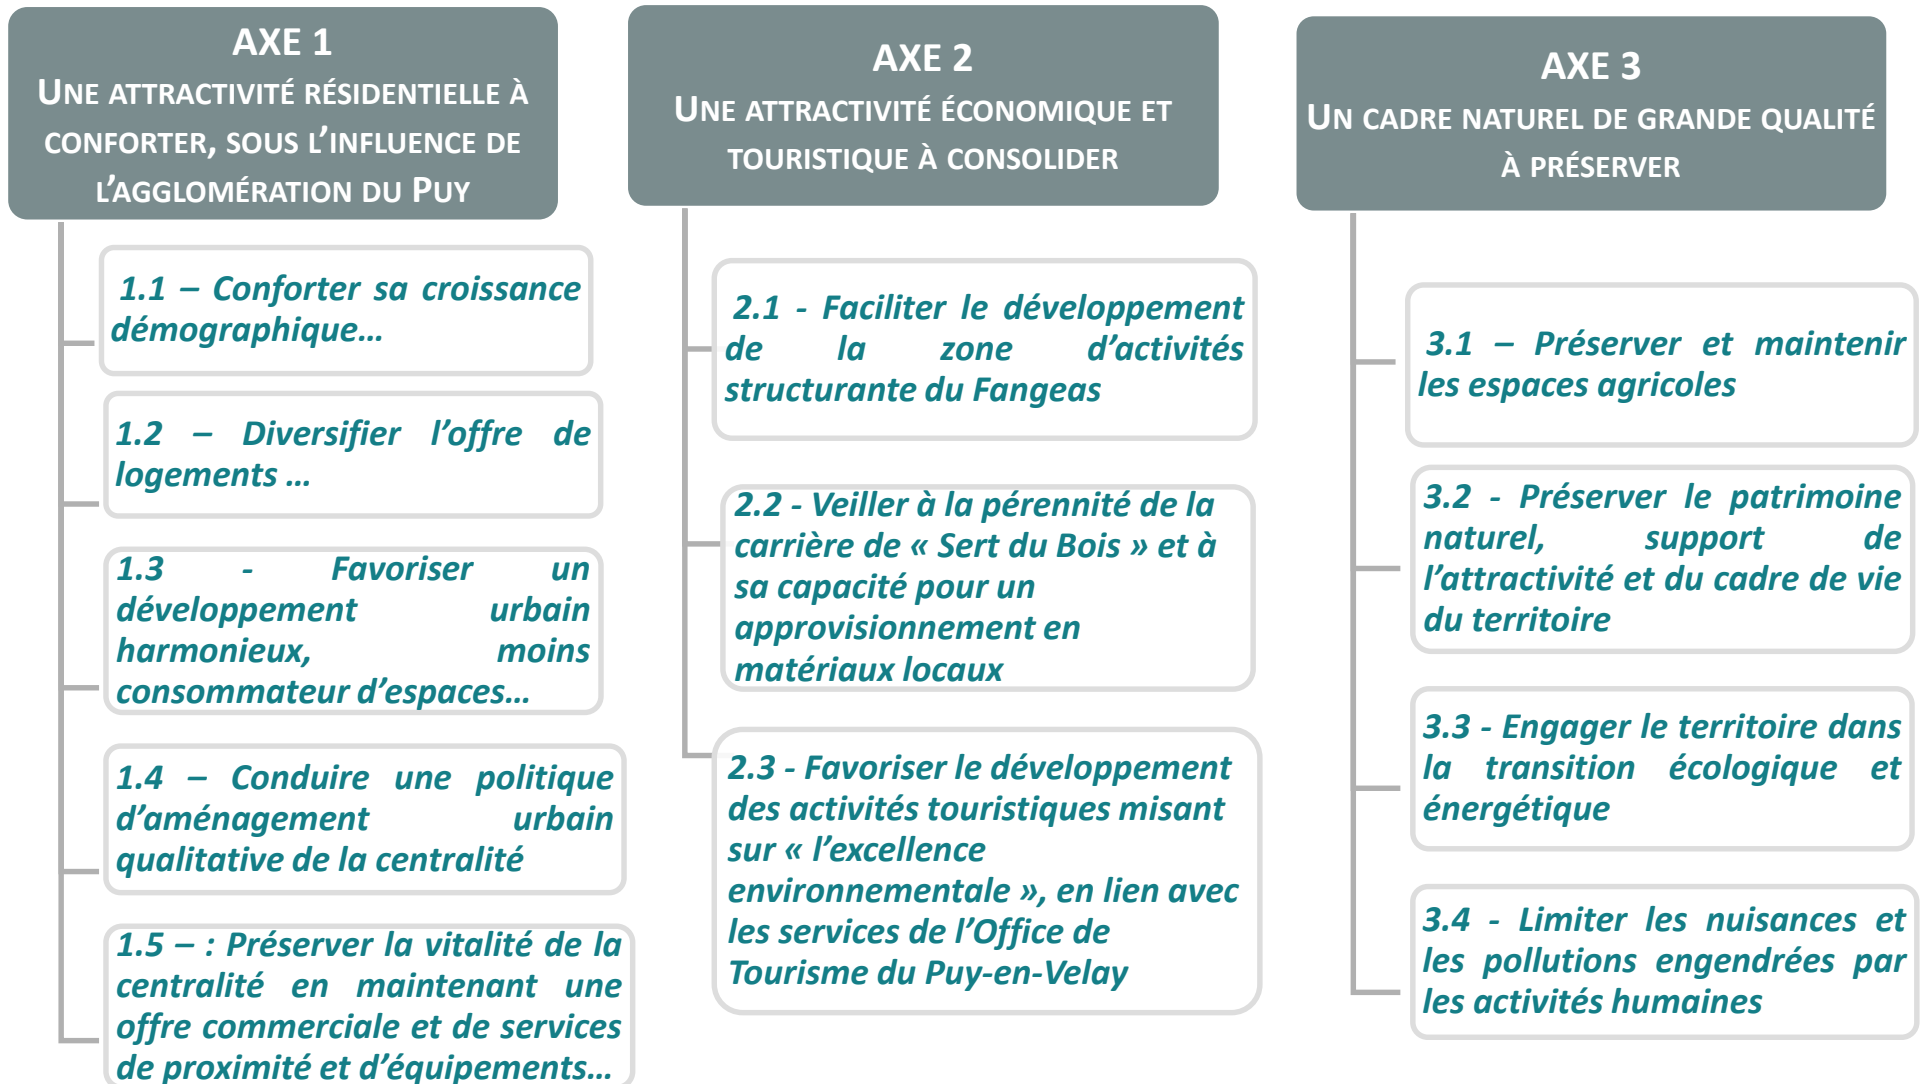 AXE 1
UNE ATTRACTIVITÉ RÉSIDENTIELLE À
CONFORTER, SOUS L'INFLUENCE DE
L'AGGLOMÉRATION DU PUY
1.1 – Conforter sa croissance
démographique…
1.2 – Diversifier l'offre de
logements …
1.3 - Favoriser un
développement urbain
harmonieux, moins
consommateur d'espaces…
1.4 – Conduire une politique
d'aménagement urbain
qualitative de la centralité
1.5 – : Préserver la vitalité de la
centralité en maintenant une
offre commerciale et de services
de proximité et d'équipements…
AXE 2
UNE ATTRACTIVITÉ ÉCONOMIQUE ET
TOURISTIQUE À CONSOLIDER
2.1 - Faciliter le développement
de la zone d'activités
structurante du Fangeas
2.2 - Veiller à la pérennité de la
carrière de « Sert du Bois » et à
sa capacité pour un
approvisionnement en
matériaux locaux
2.3 - Favoriser le développement
des activités touristiques misant
sur « l'excellence
environnementale », en lien avec
les services de l'Office de
Tourisme du Puy-en-Velay
AXE 3
UN CADRE NATUREL DE GRANDE QUALITÉ
À PRÉSERVER
3.1 – Préserver et maintenir
les espaces agricoles
3.2 - Préserver le patrimoine
naturel, support de
l'attractivité et du cadre de vie
du territoire
3.3 - Engager le territoire dans
la transition écologique et
énergétique
3.4 - Limiter les nuisances et
les pollutions engendrées par
les activités humaines